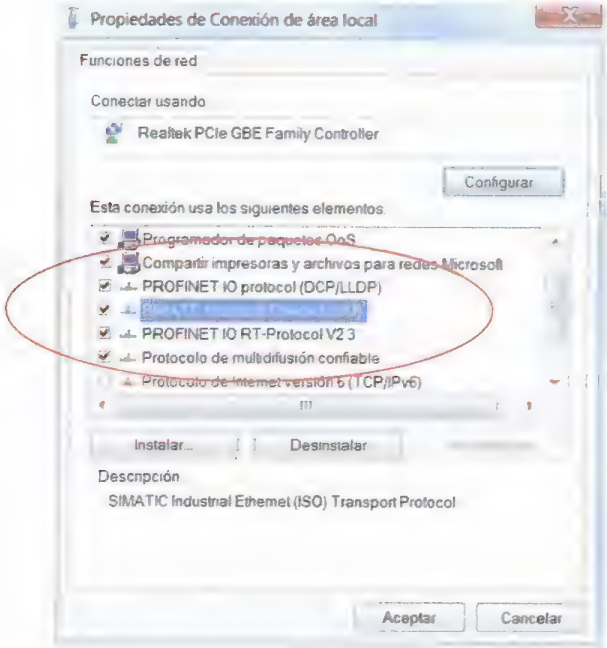 Propiedades de Conexión de área local
Funciones de red
Conectar usando
Realtek PCIe GBE Family Controller
Configurar
Esta conexión usa los siguientes elementos.
Programador de paquetes QoS
Compartir impresoras y archivos para redes Microsoft
PROFINET IO protocol (DCP/LLDP)
PROFINET IO RT-Protocol V2.3
Protocolo de multidifusión confiable
Protocolo de Internet versión 6 (TCP/IPv6)
Instalar...
Desinstalar
Descripción
SIMATIC Industrial Ethernet (ISO) Transport Protocol
Aceptar
Cancelar